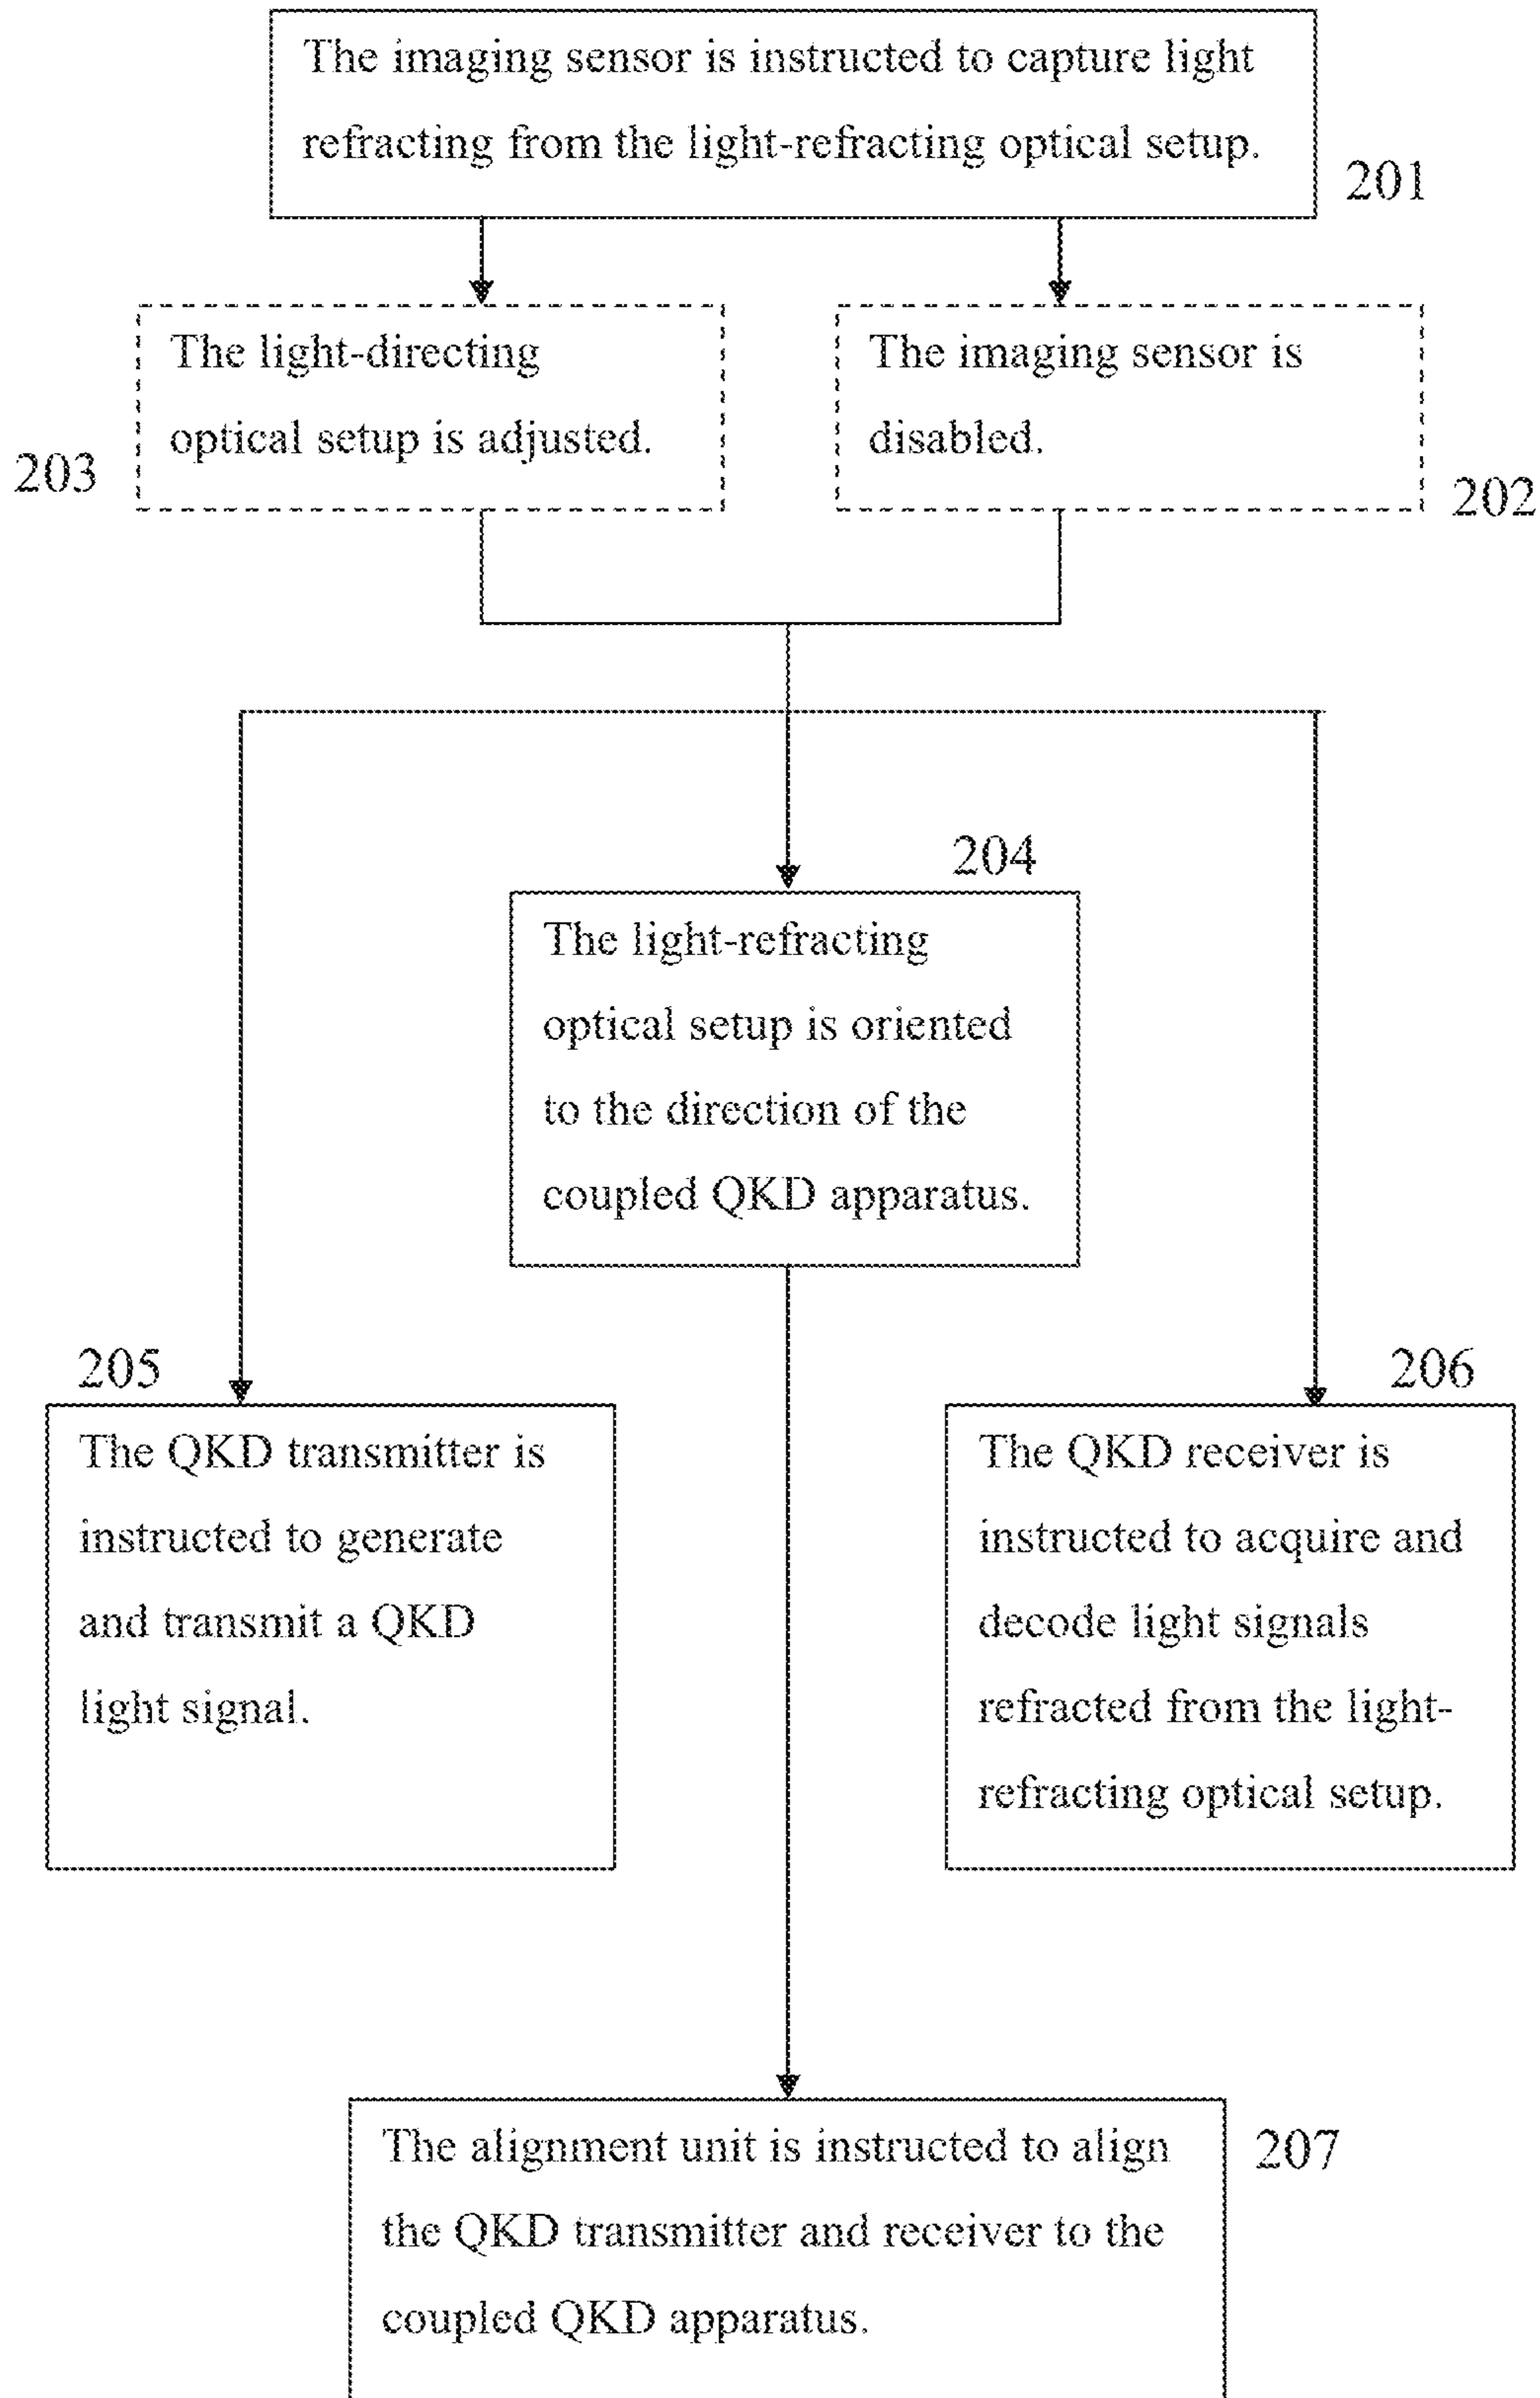 The imaging sensor is instructed to capture light
refracting from the light-refracting optical setup.
201
The light-directing
optical setup is adjusted.
203
The imaging sensor is
disabled.
202
204
The light-refracting
optical setup is oriented
to the direction of the
coupled QKD apparatus.
205
The QKD transmitter is
instructed to generate
and transmit a QKD
light signal.
206
The QKD receiver is
instructed to acquire and
decode light signals
refracted from the light-
refracting optical setup.
The alignment unit is instructed to align
the QKD transmitter and receiver to the
coupled QKD apparatus.
207